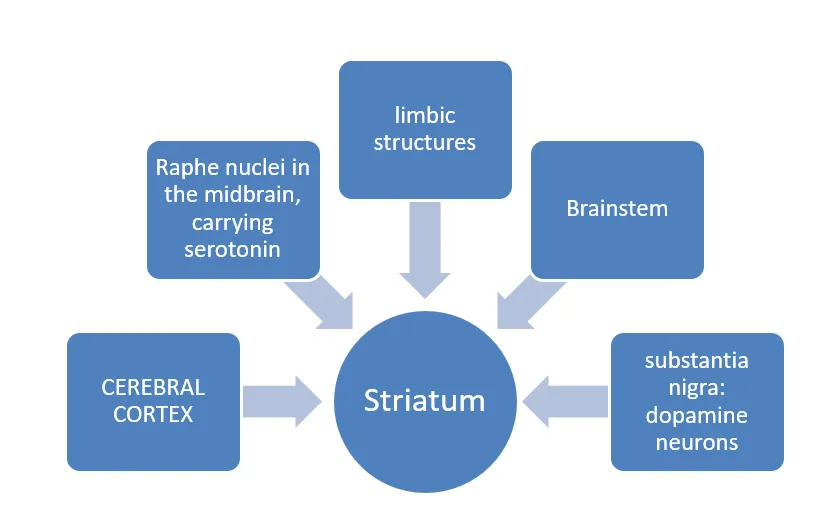 limbic
structures
Raphe nuclei in
the midbrain,
carrying
serotonin
Brainstem
CEREBRAL
CORTEX
Striatum
substantia
nigra:
dopamine
neurons